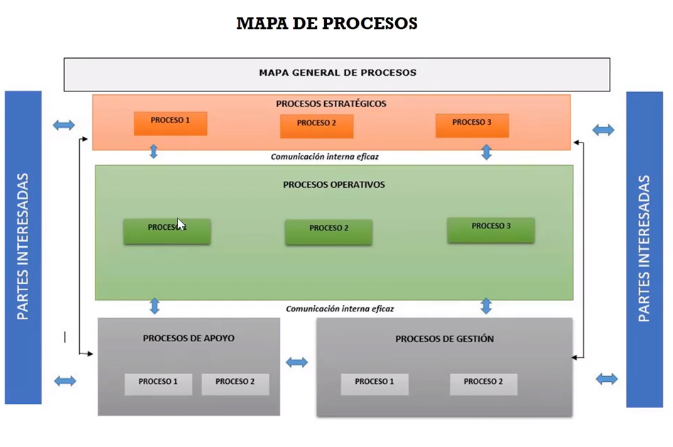 MAPA DE PROCESOS
MAPA GENERAL DE PROCESOS
PARTES INTERESADAS
PROCESOS ESTRATÉGICOS
PROCESO 1
PROCESO 2
PROCESO 3
Comunicación interna eficaz
PROCESOS OPERATIVOS
PROCESO 1
PROCESO 2
PROCESO 3
Comunicación interna eficaz
PROCESOS DE APOYO
PROCESO 1
PROCESO 2
PROCESOS DE GESTIÓN
PROCESO 1
PROCESO 2
PARTES INTERESADAS